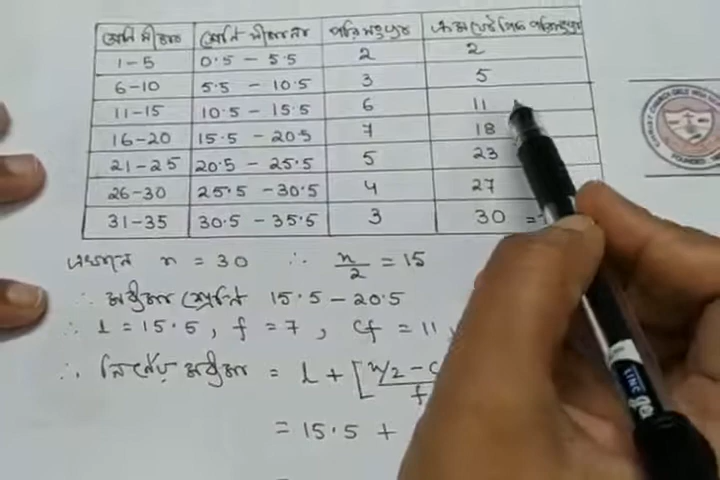 শ্রেণি সীমার শ্রেণি সীমানা পরিসংখ্যা ক্রমযৌগিক পরিসংখ্যা
1-5 0.5 - 5.5 2 2
6-10 5.5 - 10.5 3 5
11-15 10.5 - 15.5 6 11
16-20 15.5 - 20.5 7 18
21-25 20.5 - 25.5 5 23
26-30 25.5 - 30.5 4 27
31-35 30.5 - 35.5 3 30 =
এখানে n = 30 ∴ n/2 = 15
∴ মধ্যমা শ্রেণি 15.5 - 20.5
∴ l = 15.5, f = 7, cf = 11,
∴ নির্ণেয় মধ্যমা = l + [n/2 - c / f
= 15.5 +